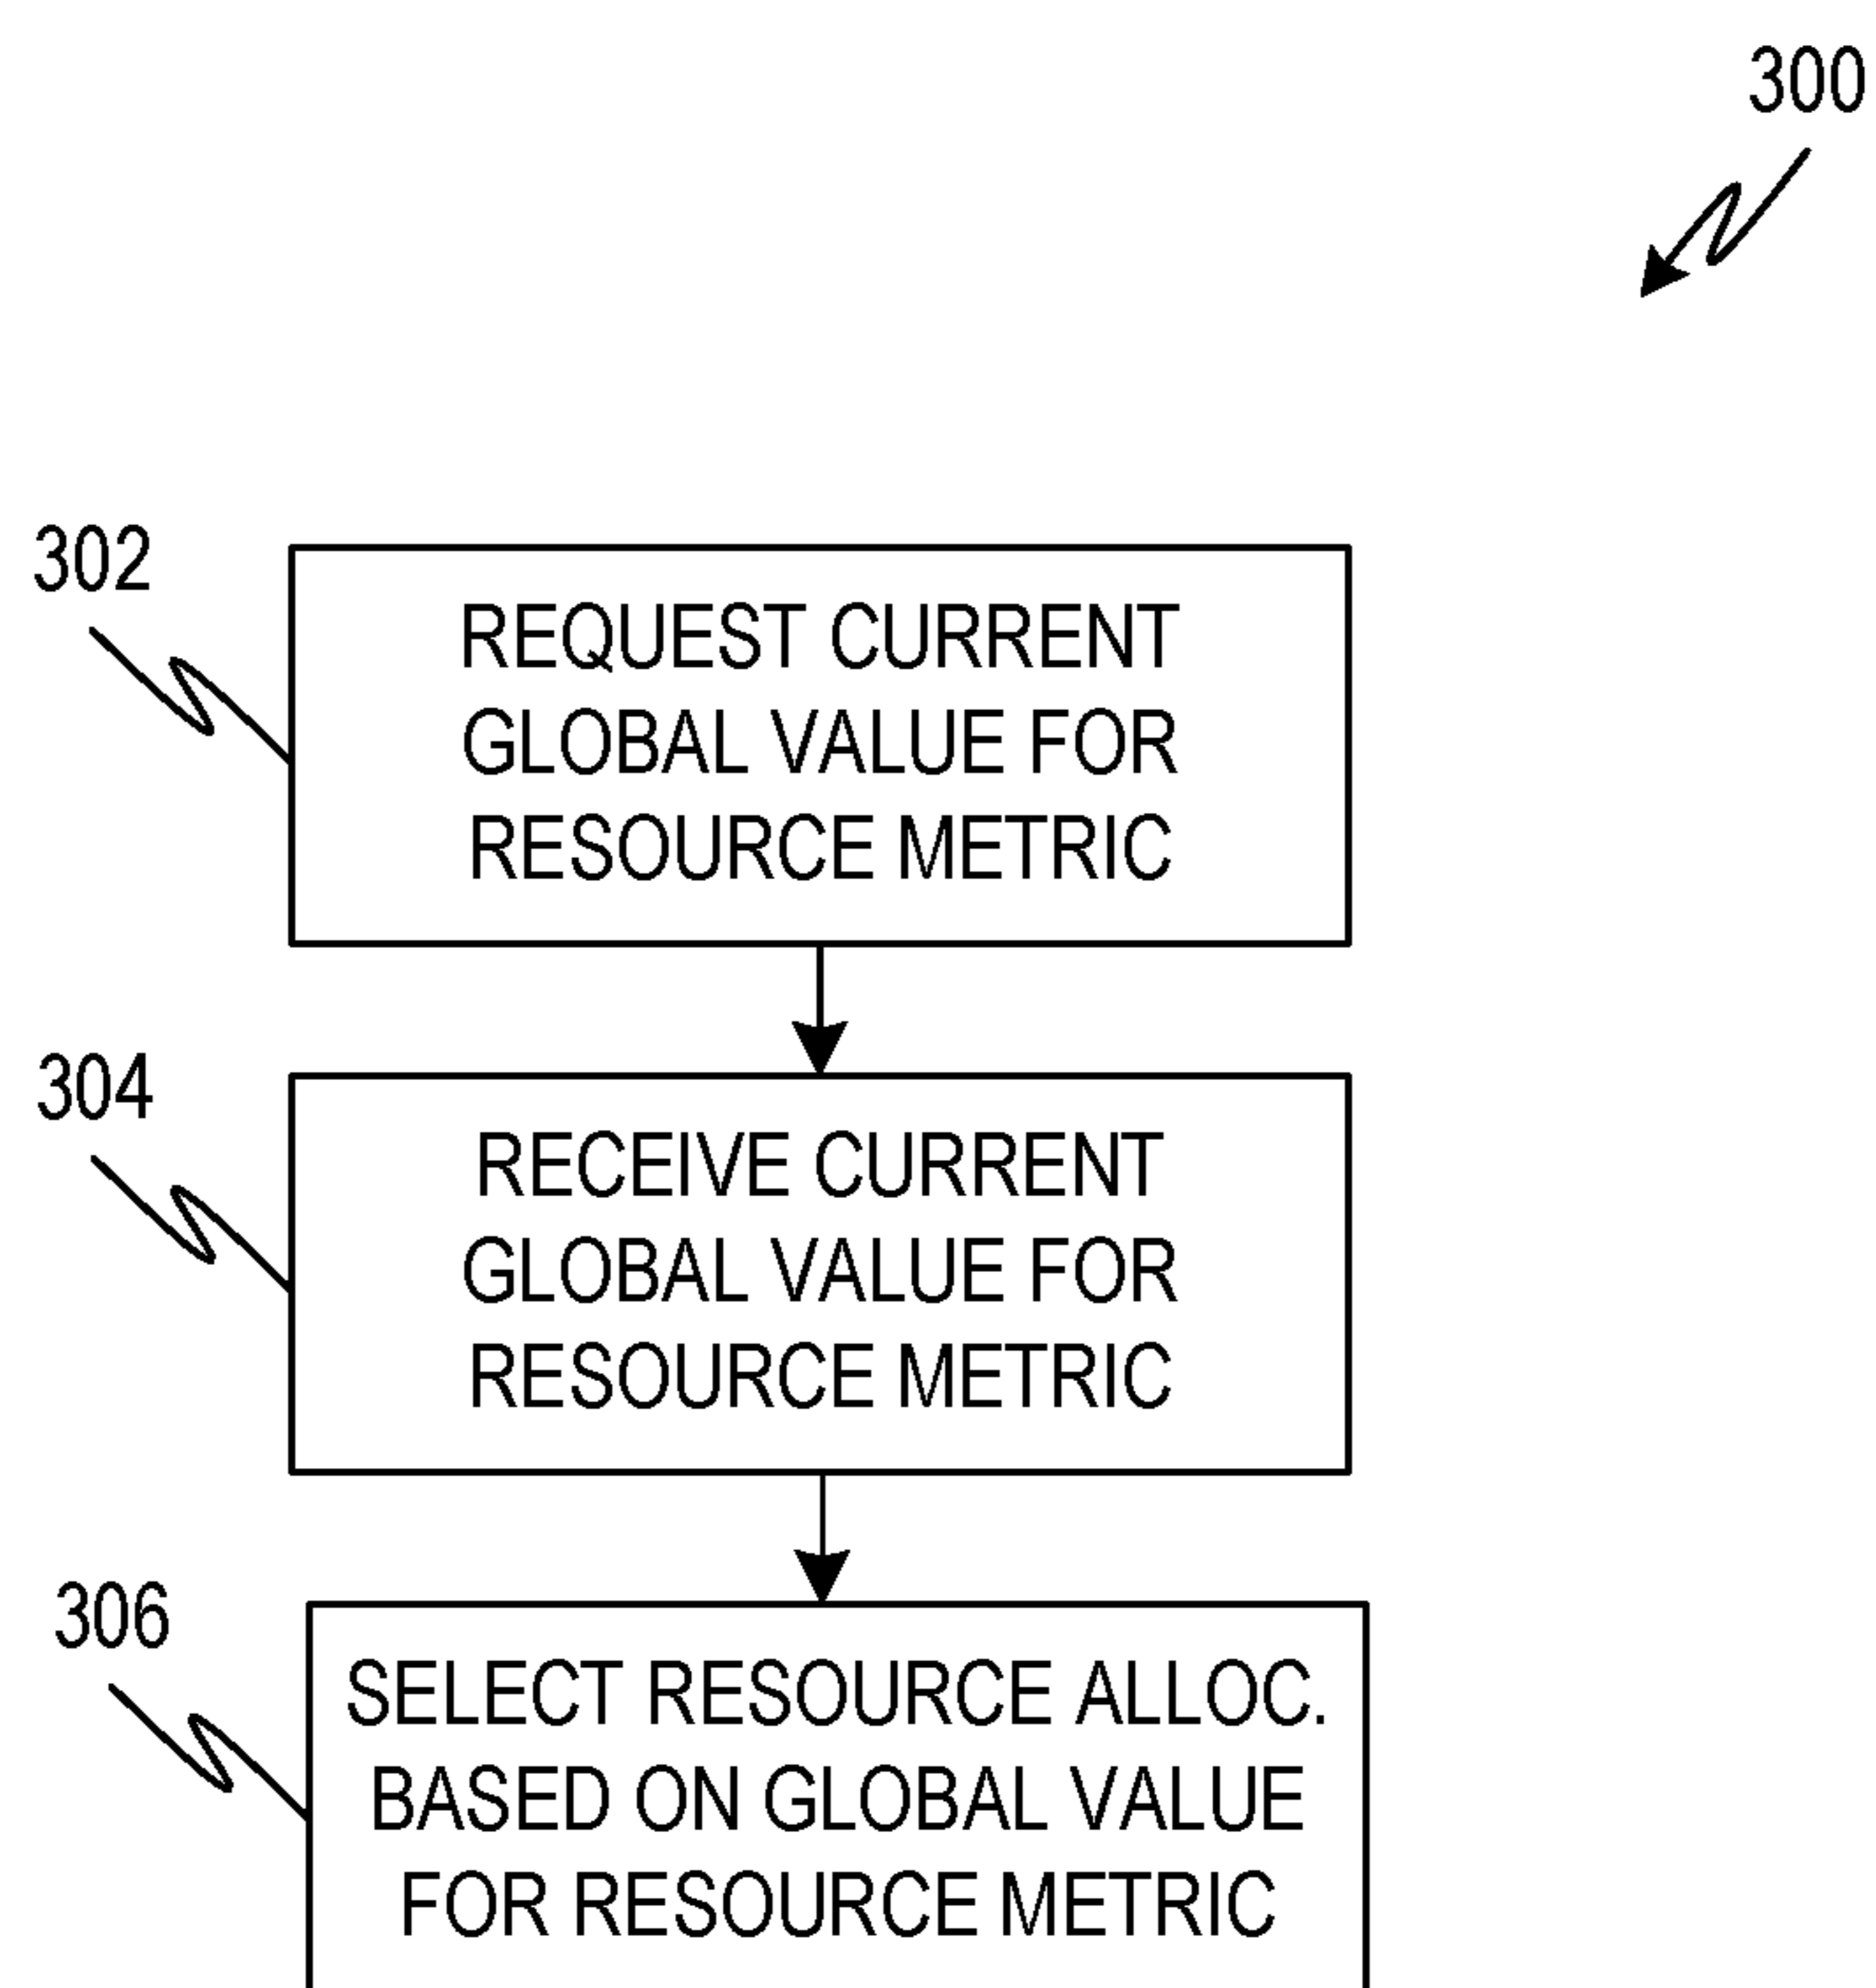 300
302
REQUEST CURRENT
GLOBAL VALUE FOR
RESOURCE METRIC
304
RECEIVE CURRENT
GLOBAL VALUE FOR
RESOURCE METRIC
306
SELECT RESOURCE ALLOC.
BASED ON GLOBAL VALUE
FOR RESOURCE METRIC